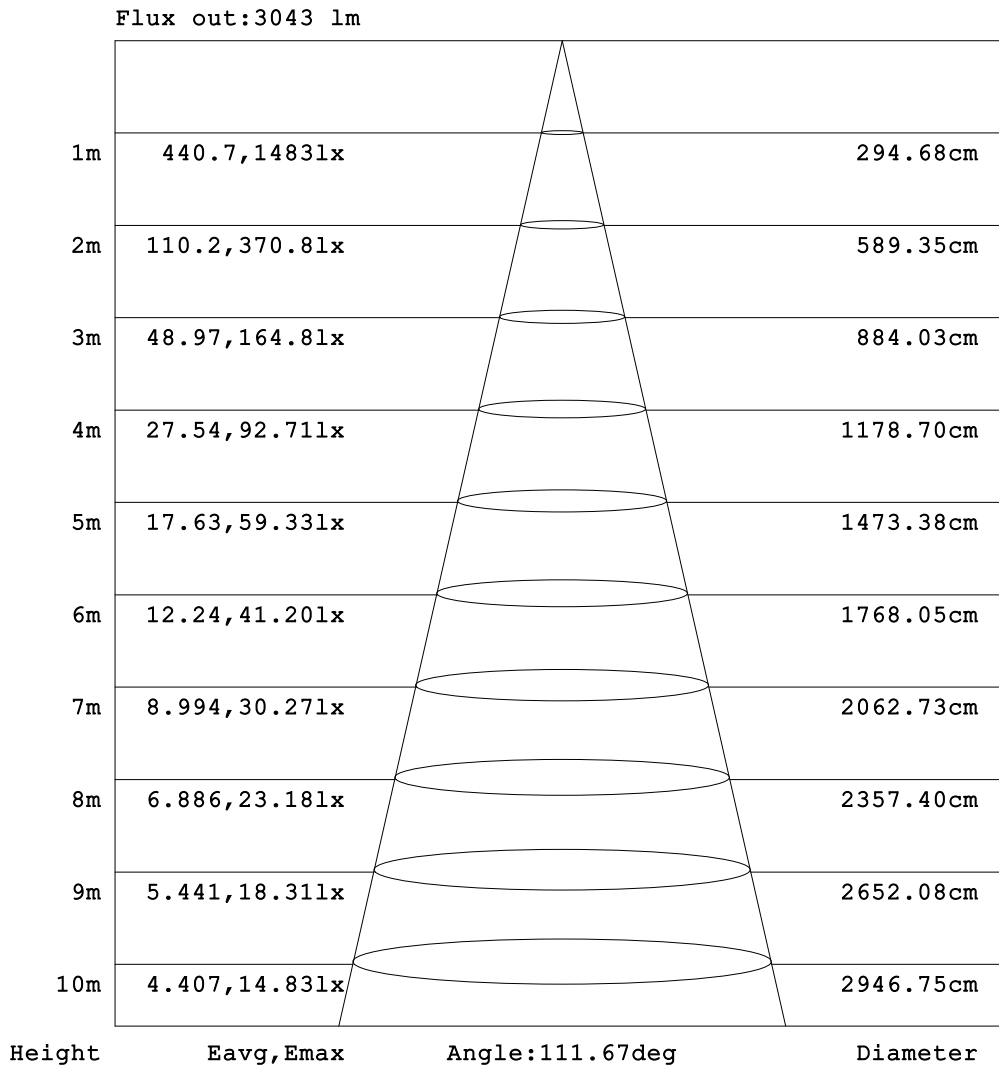 Flux out:3043 lm
1m 440.7,1483lx 294.68cm
2m 110.2,370.8lx 589.35cm
3m 48.97,164.8lx 884.03cm
4m 27.54,92.71lx 1178.70cm
5m 17.63,59.33lx 1473.38cm
6m 12.24,41.20lx 1768.05cm
7m 8.994,30.27lx 2062.73cm
8m 6.886,23.18lx 2357.40cm
9m 5.441,18.31lx 2652.08cm
10m 4.407,14.83lx 2946.75cm
Height Eavg,Emax Angle:111.67deg Diameter